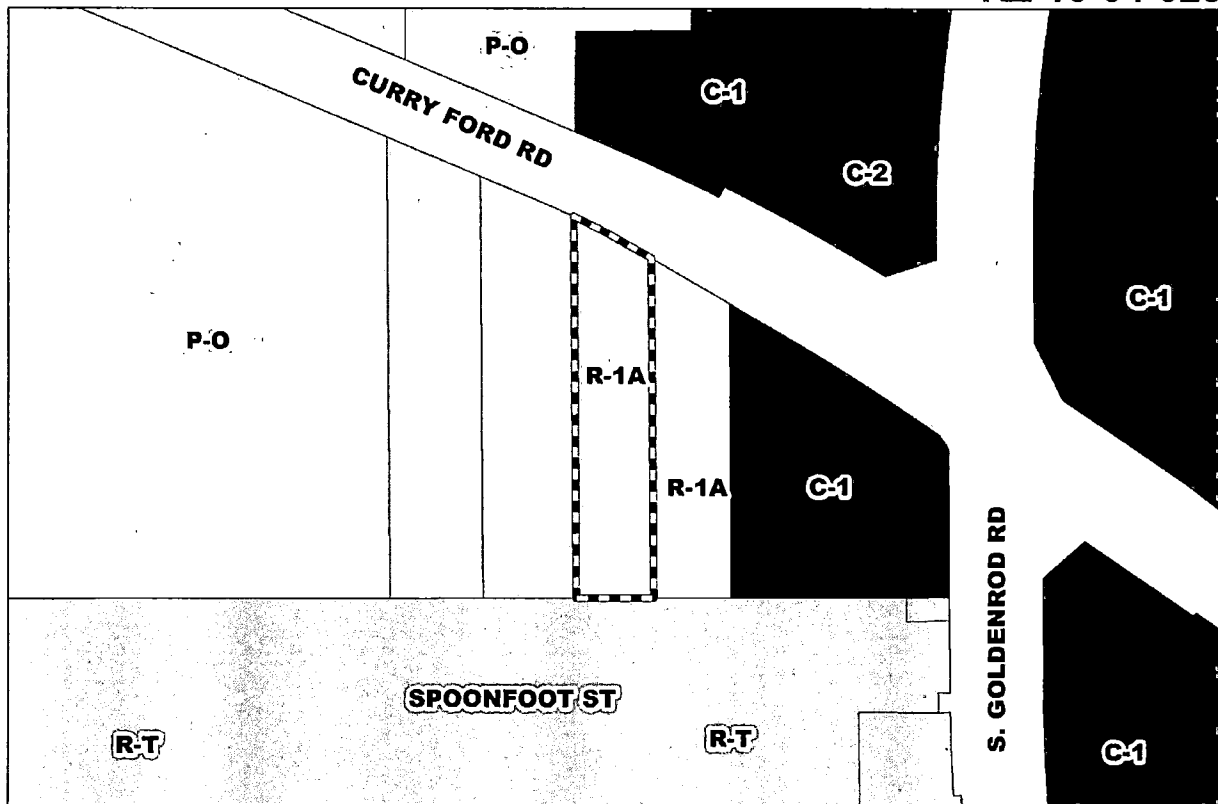 P-O
CURRY FORD RD
C-1
C-2
C-1
P-O
R-1A
R-1A
C-1
S. GOLDENROD RD
SPOONFOOT ST
R-T
R-T
C-1